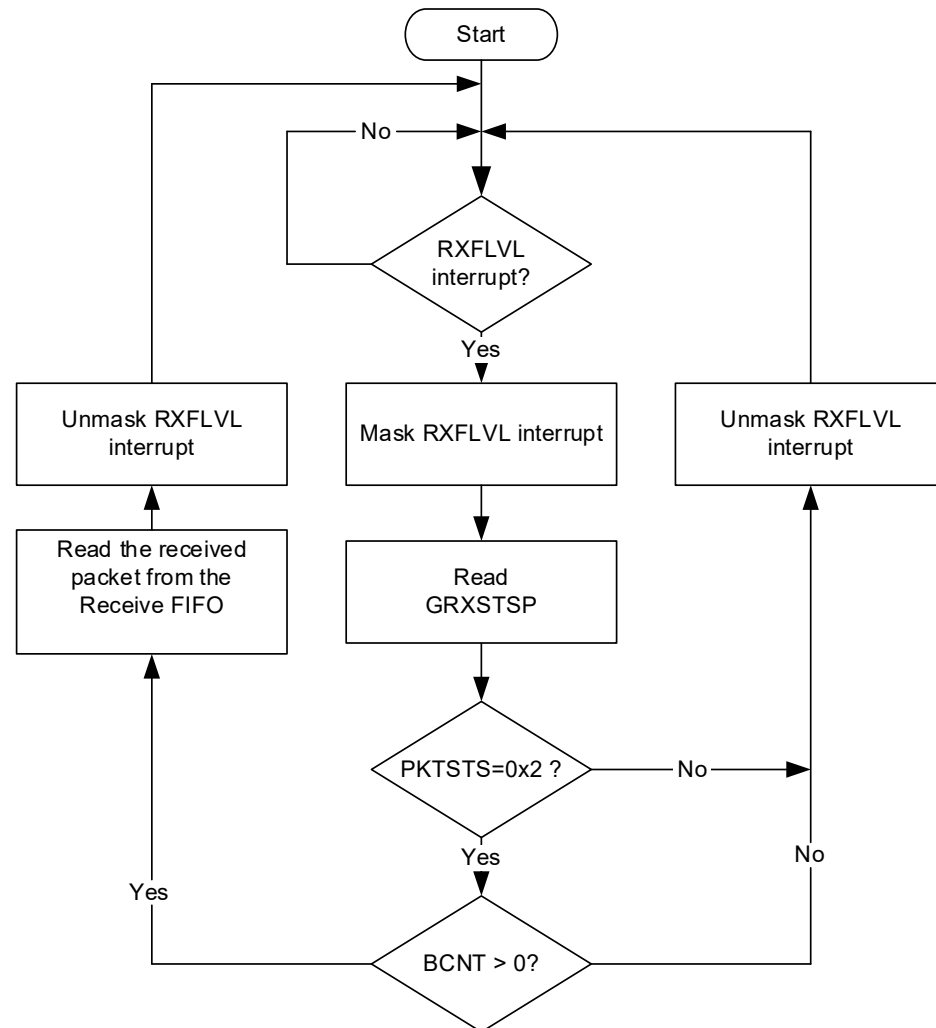 Start
No
RXFLVL
interrupt?
Yes
Unmask RXFLVL
interrupt
Mask RXFLVL interrupt
Unmask RXFLVL
interrupt
Read the received
packet from the
Receive FIFO
Read
GRXSTSP
PKTSTS=0x2 ?
No
Yes
No
Yes
BCNT > 0?